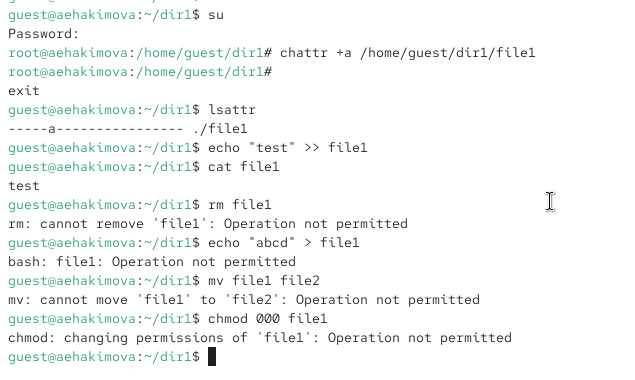 guest@aehakimova:~/dir1$ su
Password:
root@aehakimova:/home/guest/dir1# chattr +a /home/guest/dir1/file1
root@aehakimova:/home/guest/dir1#
exit
guest@aehakimova:~/dir1$ lsattr
-----a---------------- ./file1
guest@aehakimova:~/dir1$ echo "test" >> file1
guest@aehakimova:~/dir1$ cat file1
test
guest@aehakimova:~/dir1$ rm file1
rm: cannot remove 'file1': Operation not permitted
guest@aehakimova:~/dir1$ echo "abcd" > file1
bash: file1: Operation not permitted
guest@aehakimova:~/dir1$ mv file1 file2
mv: cannot move 'file1' to 'file2': Operation not permitted
guest@aehakimova:~/dir1$ chmod 000 file1
chmod: changing permissions of 'file1': Operation not permitted
guest@aehakimova:~/dir1$